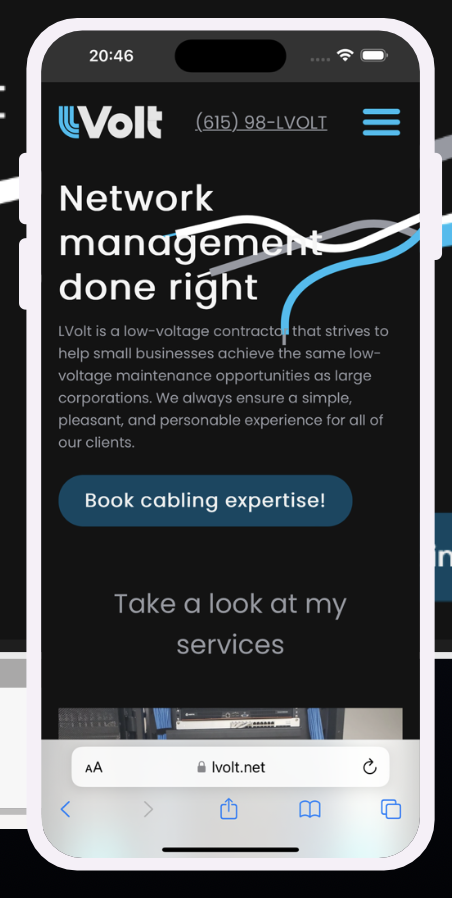 20:46
LVolt
(615) 98-LVOLT
Network
management
done right
LVolt is a low-voltage contractor that strives to
help small businesses achieve the same low-
voltage maintenance opportunities as large
corporations. We always ensure a simple,
pleasant, and personable experience for all of
our clients.
Book cabling expertise!
Take a look at my
services
AA
lvolt.net